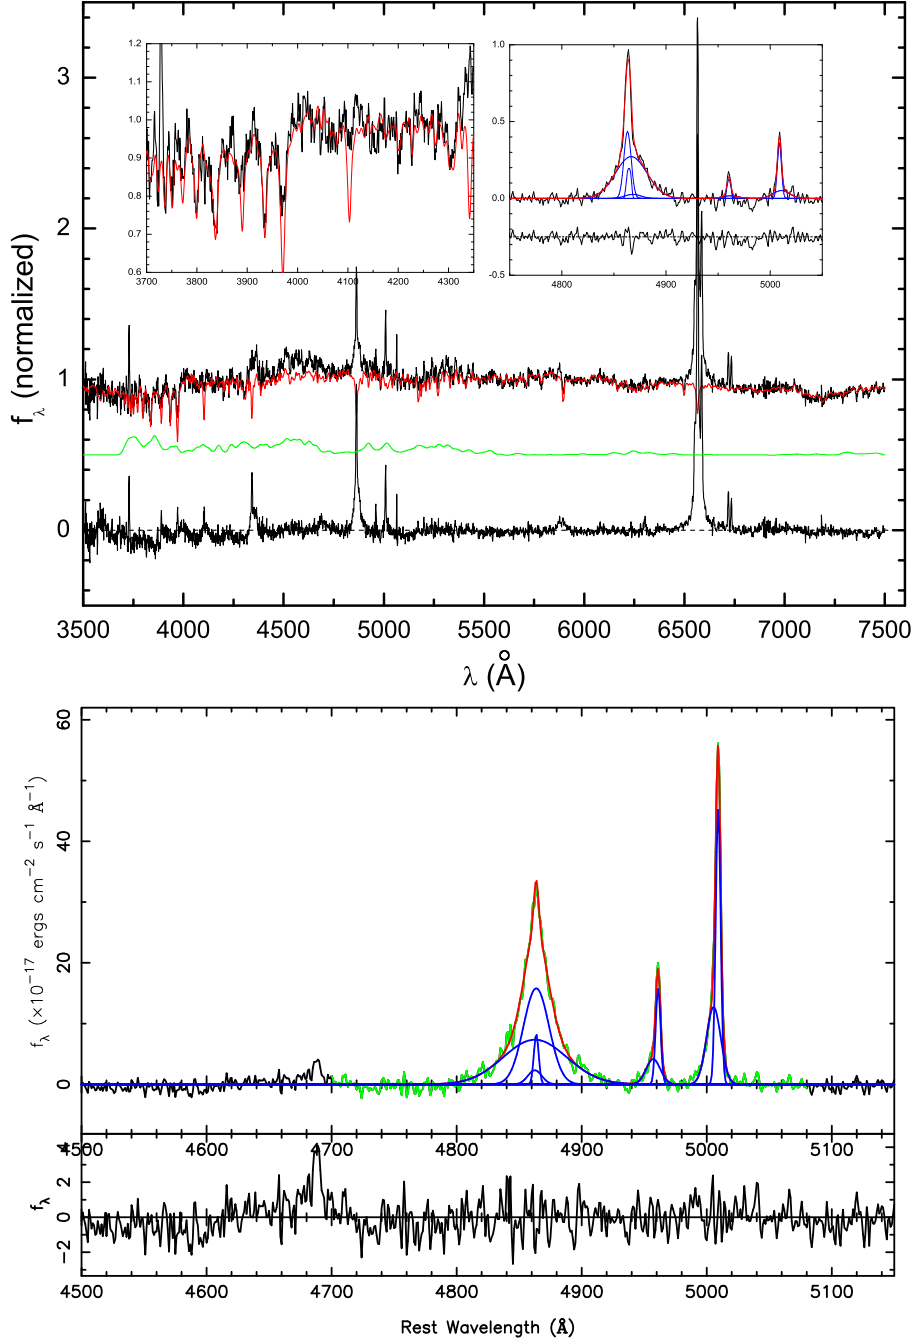 1.2
1.1
1.0
0.9
0.8
0.7
0.6
3700 3800 3900 4000 4100 4200 4300
1.0
0.5
0.0
-0.5
4800 4900 5000
3
2
1
0
fλ (normalized)
3500 4000 4500 5000 5500 6000 6500 7000 7500
λ (Å)
60
40
20
0
fλ (×10−17 ergs cm−2 s−1 Å−1)
4500 4600 4700 4800 4900 5000 5100
4
2
0
−2
fλ
4500 4600 4700 4800 4900 5000 5100
Rest Wavelength (Å)